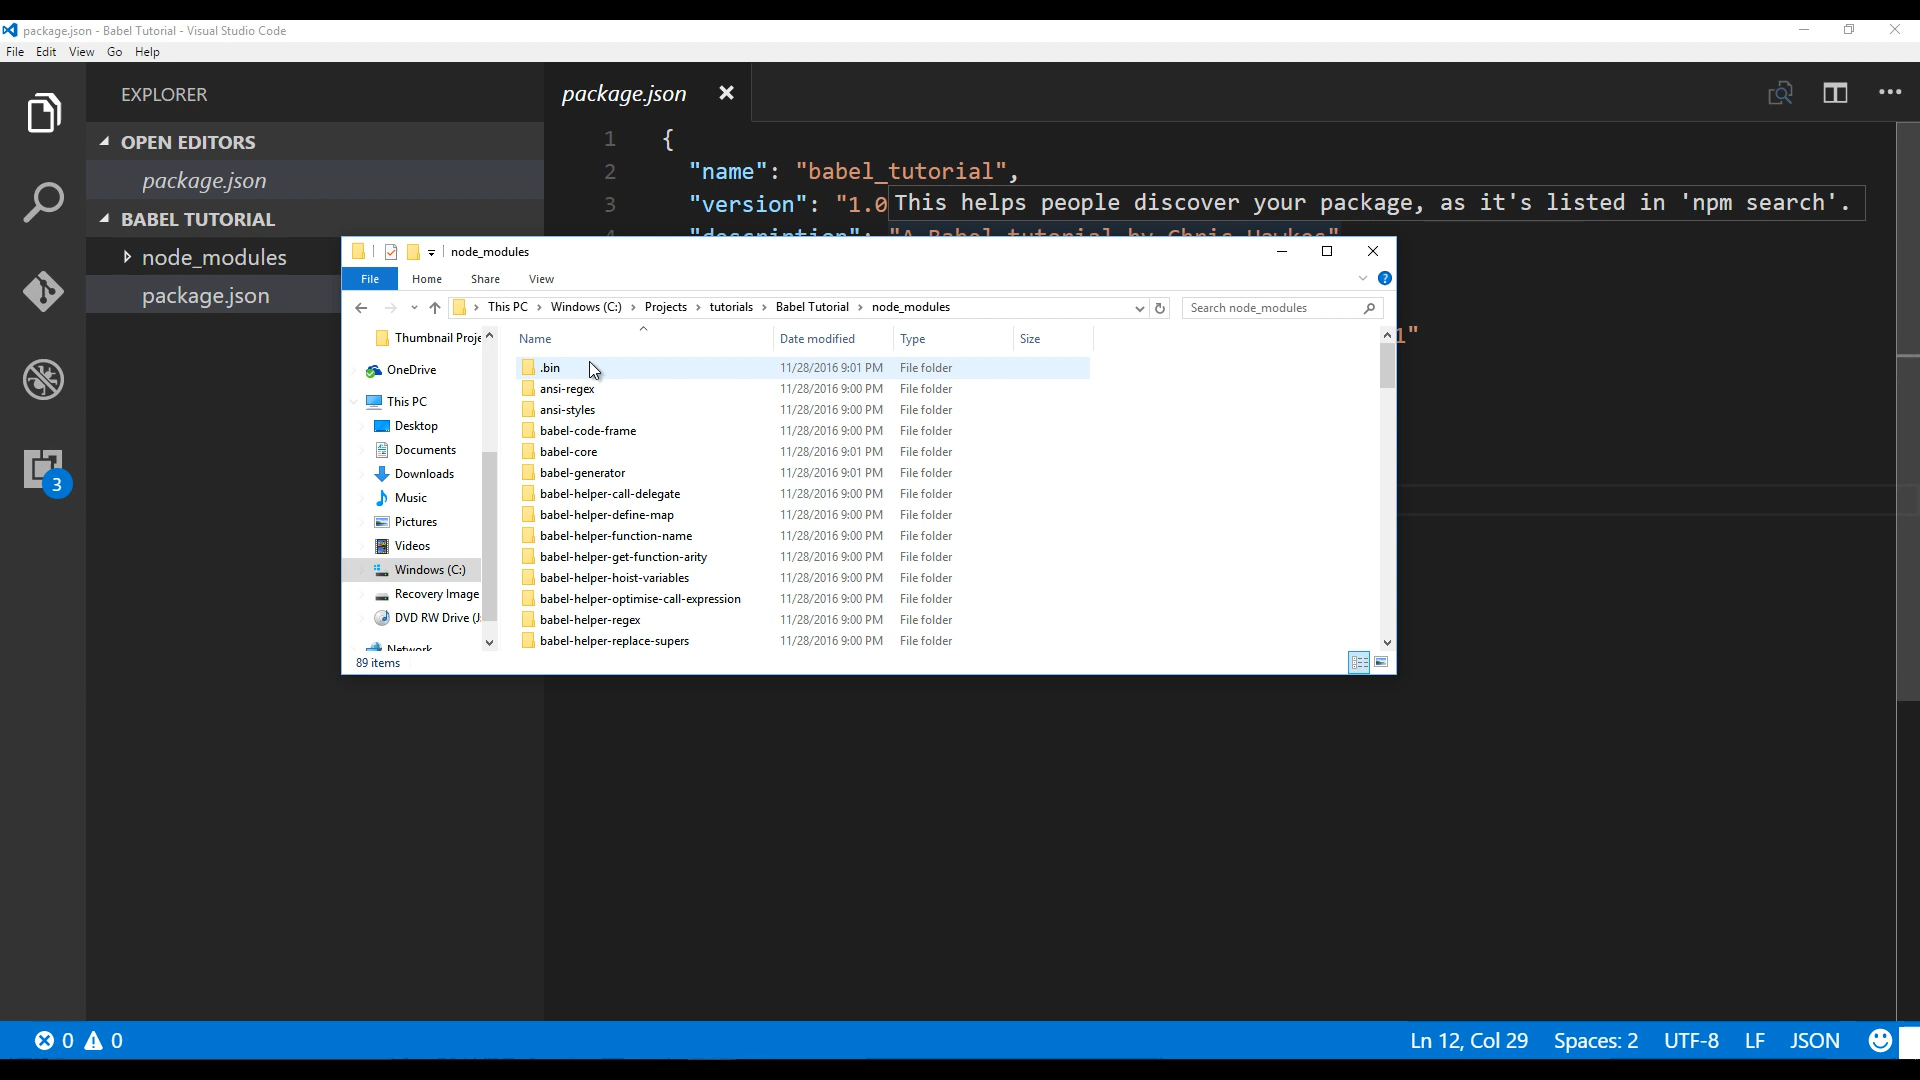 package.json - Babel Tutorial - Visual Studio Code
File Edit View Go Help
EXPLORER
OPEN EDITORS
package.json
BABEL TUTORIAL
node_modules
package.json
3
package.json
1 {
2 "name": "babel_tutorial",
3 "version": "1.0
This helps people discover your package, as it's listed in 'npm search'.
4 "description": "A Babel tutorial by Chris Hawkes"
1"
node_modules
File Home Share View
This PC Windows (C:) Projects tutorials Babel Tutorial node_modules
Search node_modules
Thumbnail Proje
OneDrive
This PC
Desktop
Documents
Downloads
Music
Pictures
Videos
Windows (C:)
Recovery Image
DVD RW Drive (J:
Network
Name Date modified Type Size
.bin 11/28/2016 9:01 PM File folder
ansi-regex 11/28/2016 9:00 PM File folder
ansi-styles 11/28/2016 9:00 PM File folder
babel-code-frame 11/28/2016 9:00 PM File folder
babel-core 11/28/2016 9:01 PM File folder
babel-generator 11/28/2016 9:01 PM File folder
babel-helper-call-delegate 11/28/2016 9:00 PM File folder
babel-helper-define-map 11/28/2016 9:00 PM File folder
babel-helper-function-name 11/28/2016 9:00 PM File folder
babel-helper-get-function-arity 11/28/2016 9:00 PM File folder
babel-helper-hoist-variables 11/28/2016 9:00 PM File folder
babel-helper-optimise-call-expression 11/28/2016 9:00 PM File folder
babel-helper-regex 11/28/2016 9:00 PM File folder
babel-helper-replace-supers 11/28/2016 9:00 PM File folder
89 items
0 0
Ln 12, Col 29 Spaces: 2 UTF-8 LF JSON